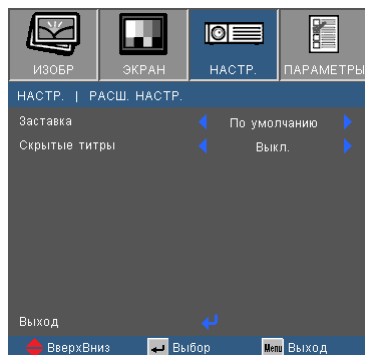 ИЗОБР ЭКРАН НАСТР. ПАРАМЕТРЫ
НАСТР. | РАСШ. НАСТР.
Заставка По умолчанию
Скрытые титры Выкл.
Выход
ВверхВниз Выбор Menu Выход